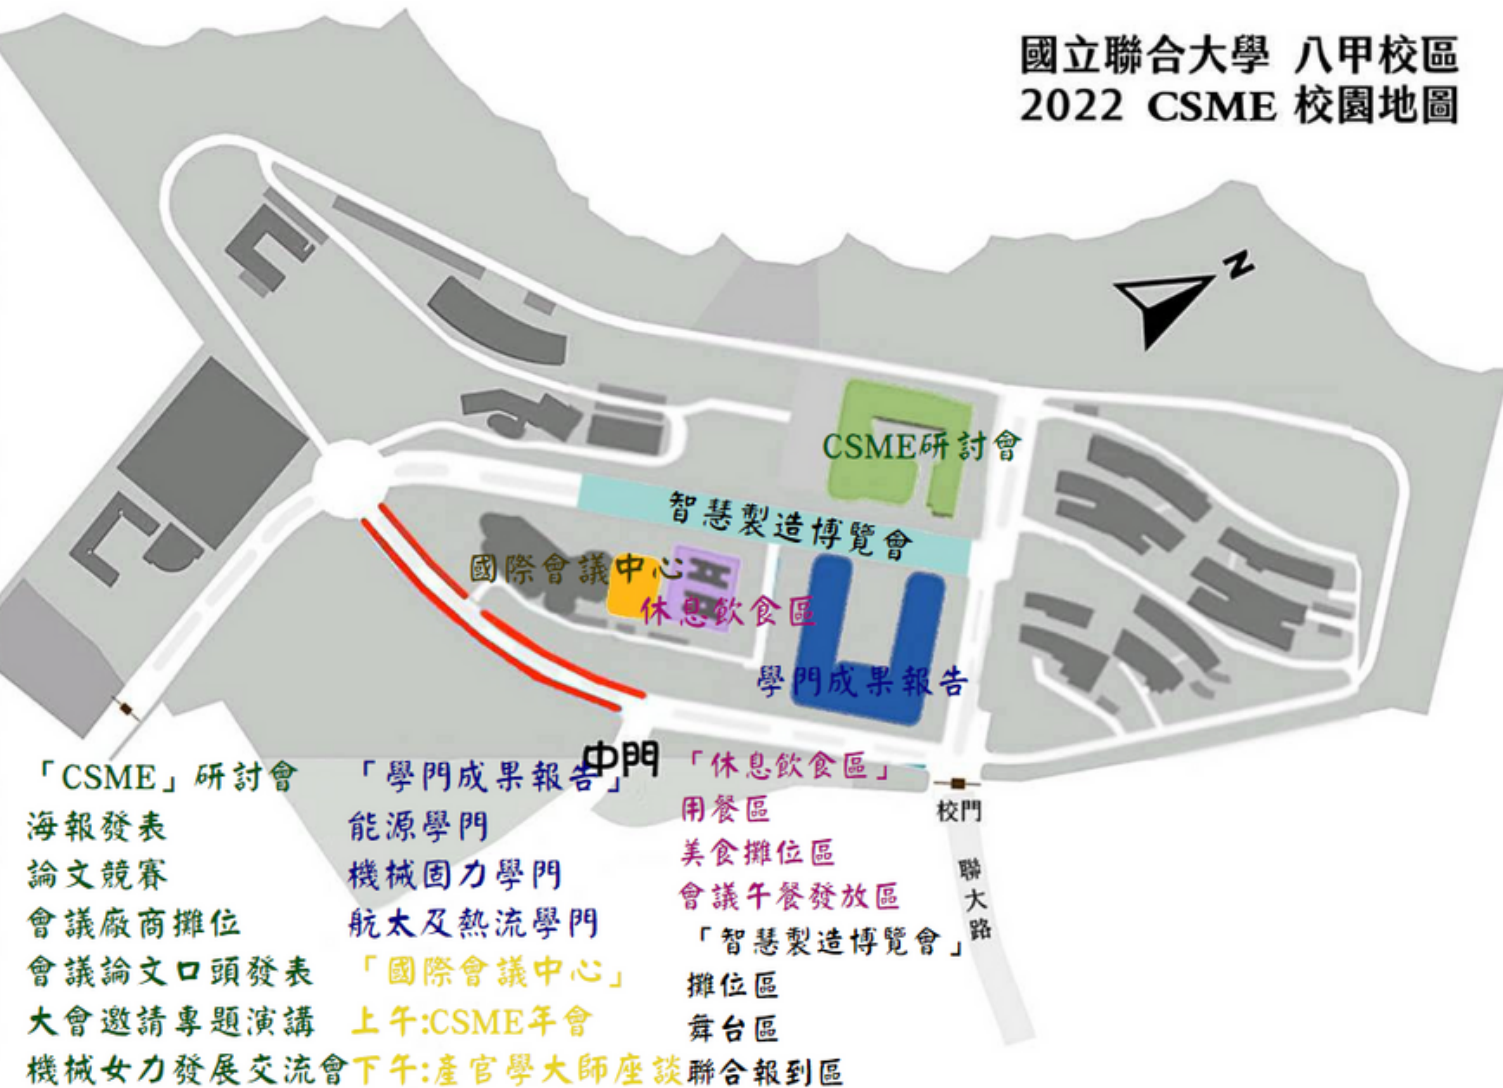 國立聯合大學 八甲校區
2022 CSME 校園地圖
N
CSME研討會
智慧製造博覽會
國際會議中心
休息飲食區
學門成果報告
中門
校門
聯大路
「CSME」研討會
海報發表
論文競賽
會議廠商攤位
會議論文口頭發表
大會邀請專題演講
機械女力發展交流會
「學門成果報告」
能源學門
機械固力學門
航太及熱流學門
「國際會議中心」
上午:CSME年會
下午:產官學大師座談
「休息飲食區」
用餐區
美食攤位區
會議午餐發放區
「智慧製造博覽會」
攤位區
舞台區
聯合報到區